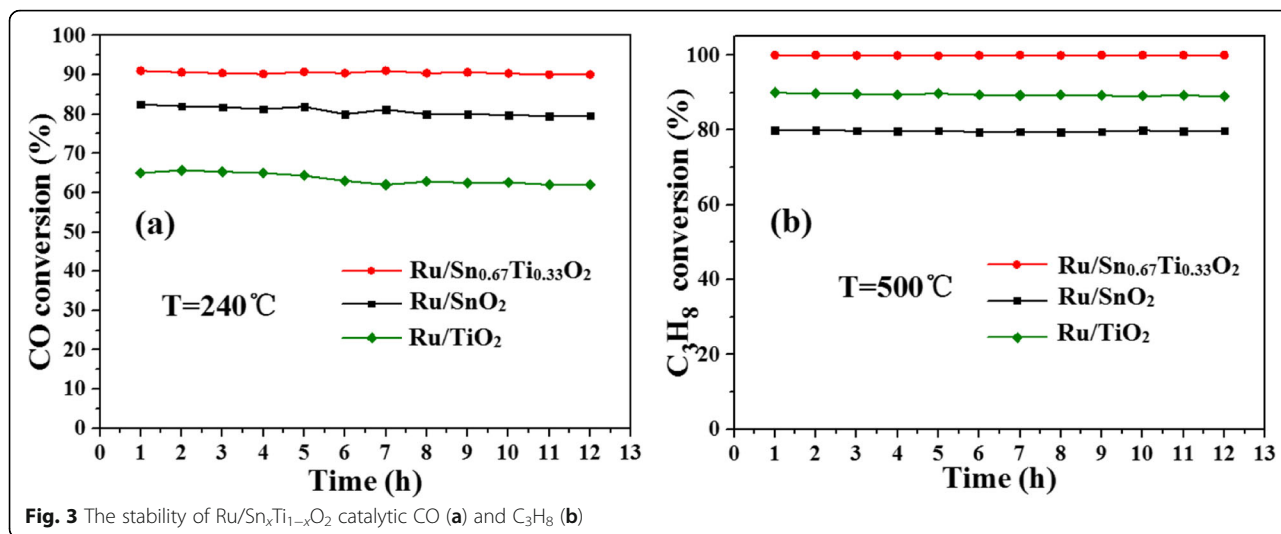 100
90
80
70
60
50
40
30
20
10
0
CO conversion (%)
(a)
T=240℃
Ru/Sn0.67Ti0.33O2
Ru/SnO2
Ru/TiO2
0 1 2 3 4 5 6 7 8 9 10 11 12 13
Time (h)
100
80
60
40
20
0
C3H8 conversion (%)
(b)
T=500℃
Ru/Sn0.67Ti0.33O2
Ru/SnO2
Ru/TiO2
0 1 2 3 4 5 6 7 8 9 10 11 12 13
Time (h)
Fig. 3 The stability of Ru/SnxTi1−xO2 catalytic CO (a) and C3H8 (b)